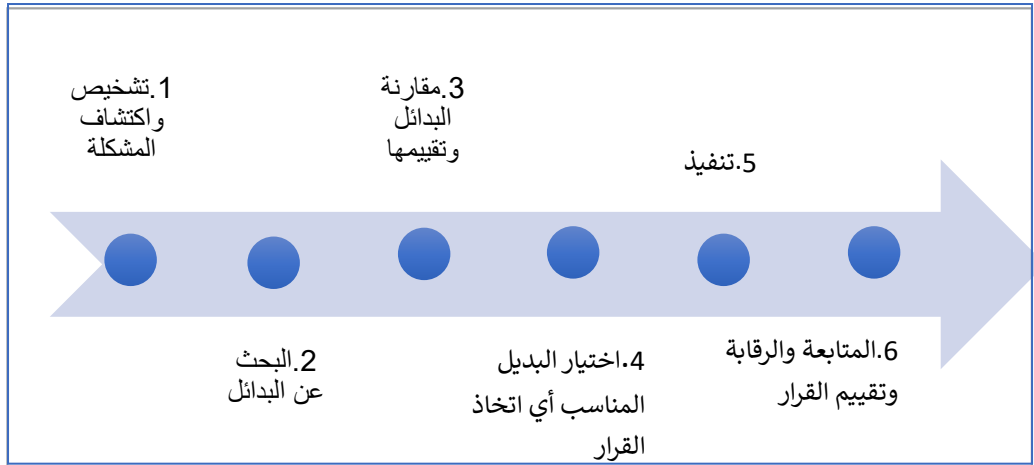 1.تشخيص
واكتشاف
المشكلة
2.البحث
عن البدائل
3.مقارنة
البدائل
وتقييمها
4.اختيار البديل
المناسب أي اتخاذ
القرار
5.تنفيذ
6.المتابعة والرقابة
وتقييم القرار